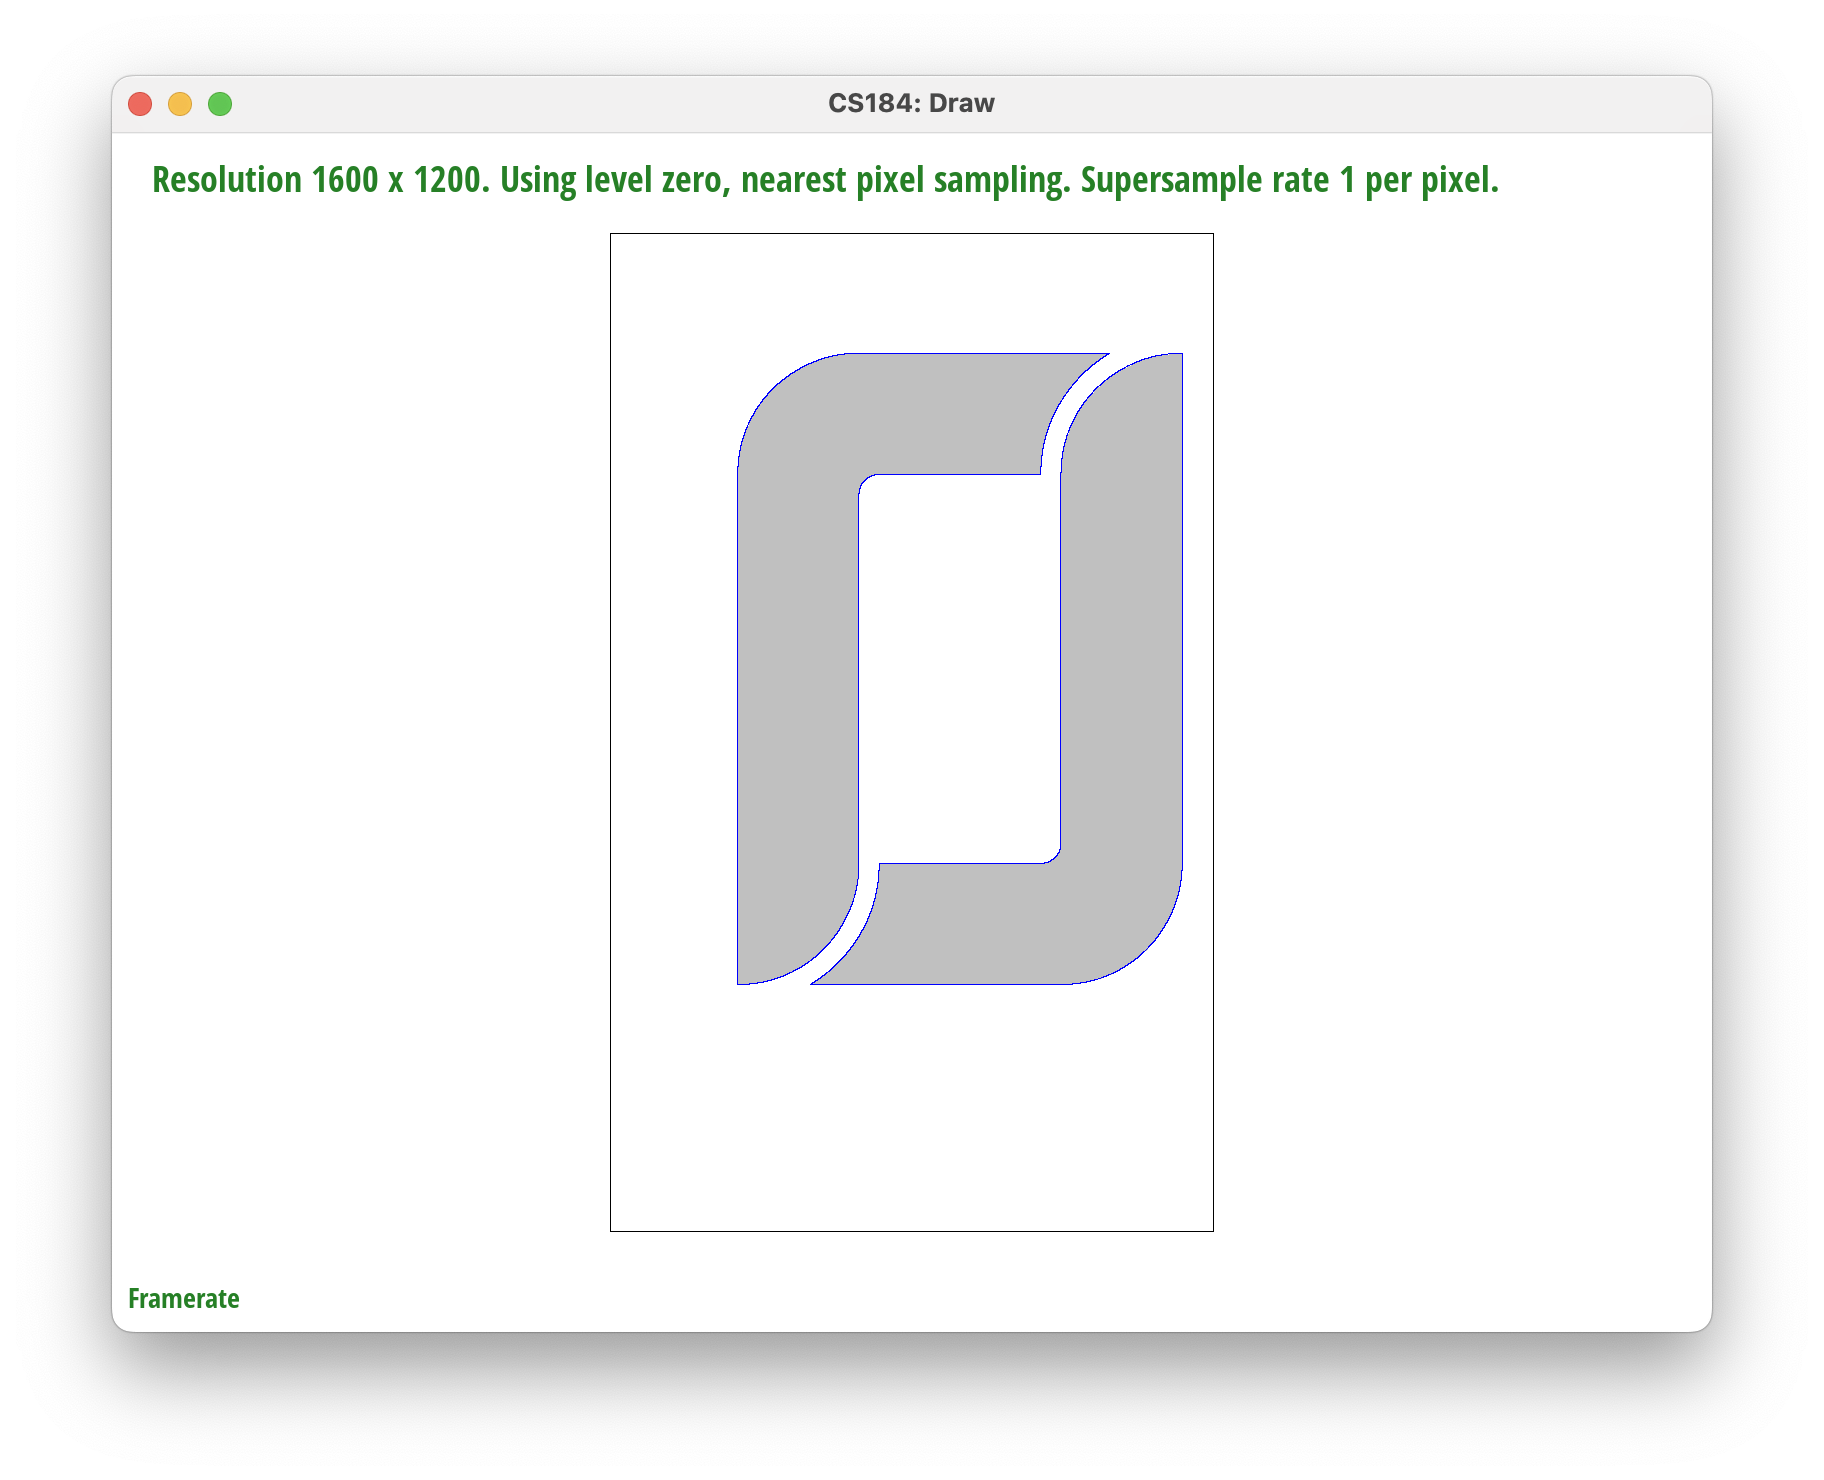 CS184: Draw
Resolution 1600 x 1200. Using level zero, nearest pixel sampling. Supersample rate 1 per pixel.
Framerate